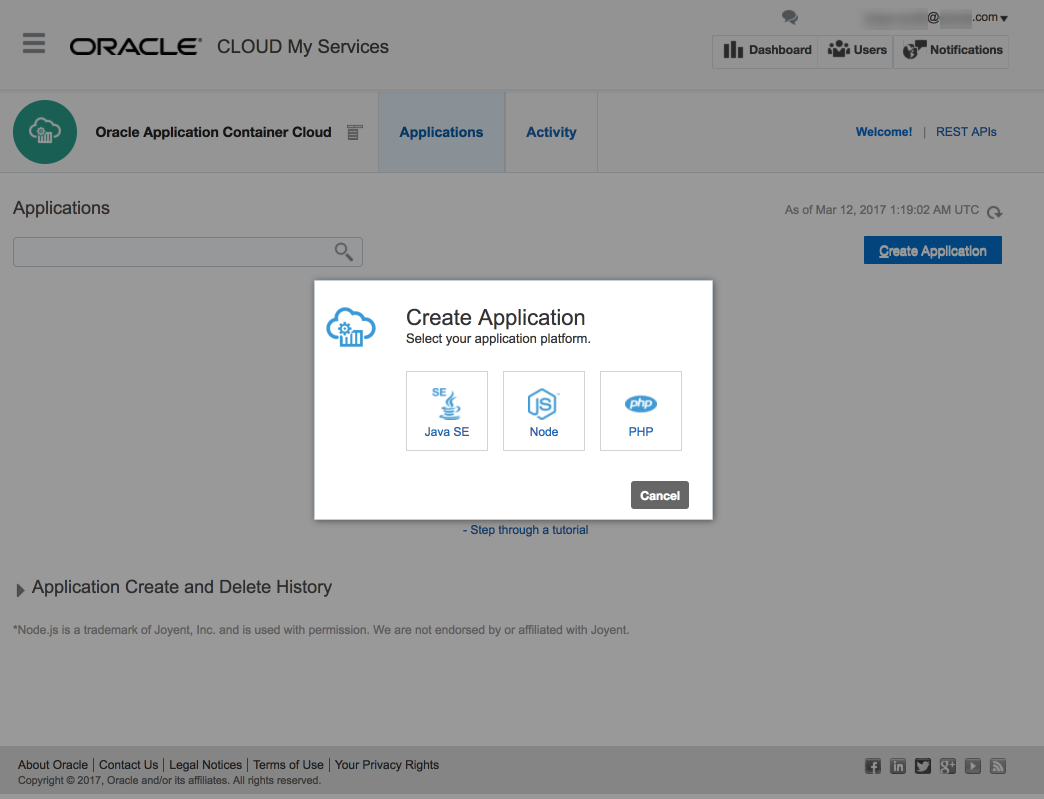 @ .com
ORACLE® CLOUD My Services
Dashboard Users Notifications
Oracle Application Container Cloud Applications Activity Welcome! | REST APIs
Applications
As of Mar 12, 2017 1:19:02 AM UTC
Create Application
Create Application
Select your application platform.
SE JS php
Java SE Node PHP
Cancel
- Step through a tutorial
Application Create and Delete History
*Node.js is a trademark of Joyent, Inc. and is used with permission. We are not endorsed by or affiliated with Joyent.
About Oracle | Contact Us | Legal Notices | Terms of Use | Your Privacy Rights
Copyright © 2017, Oracle and/or its affiliates. All rights reserved.